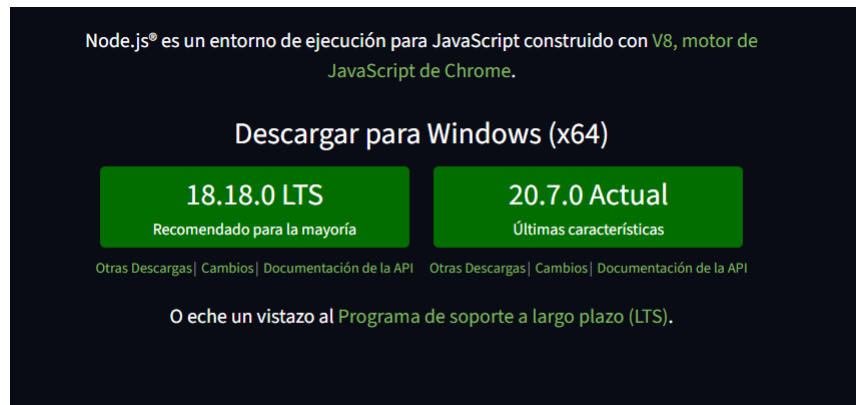 Node.js® es un entorno de ejecución para JavaScript construido con V8, motor de
JavaScript de Chrome.
Descargar para Windows (x64)
18.18.0 LTS
Recomendado para la mayoría
20.7.0 Actual
Últimas características
Otras Descargas| Cambios| Documentación de la API
Otras Descargas| Cambios| Documentación de la API
O eche un vistazo al Programa de soporte a largo plazo (LTS).